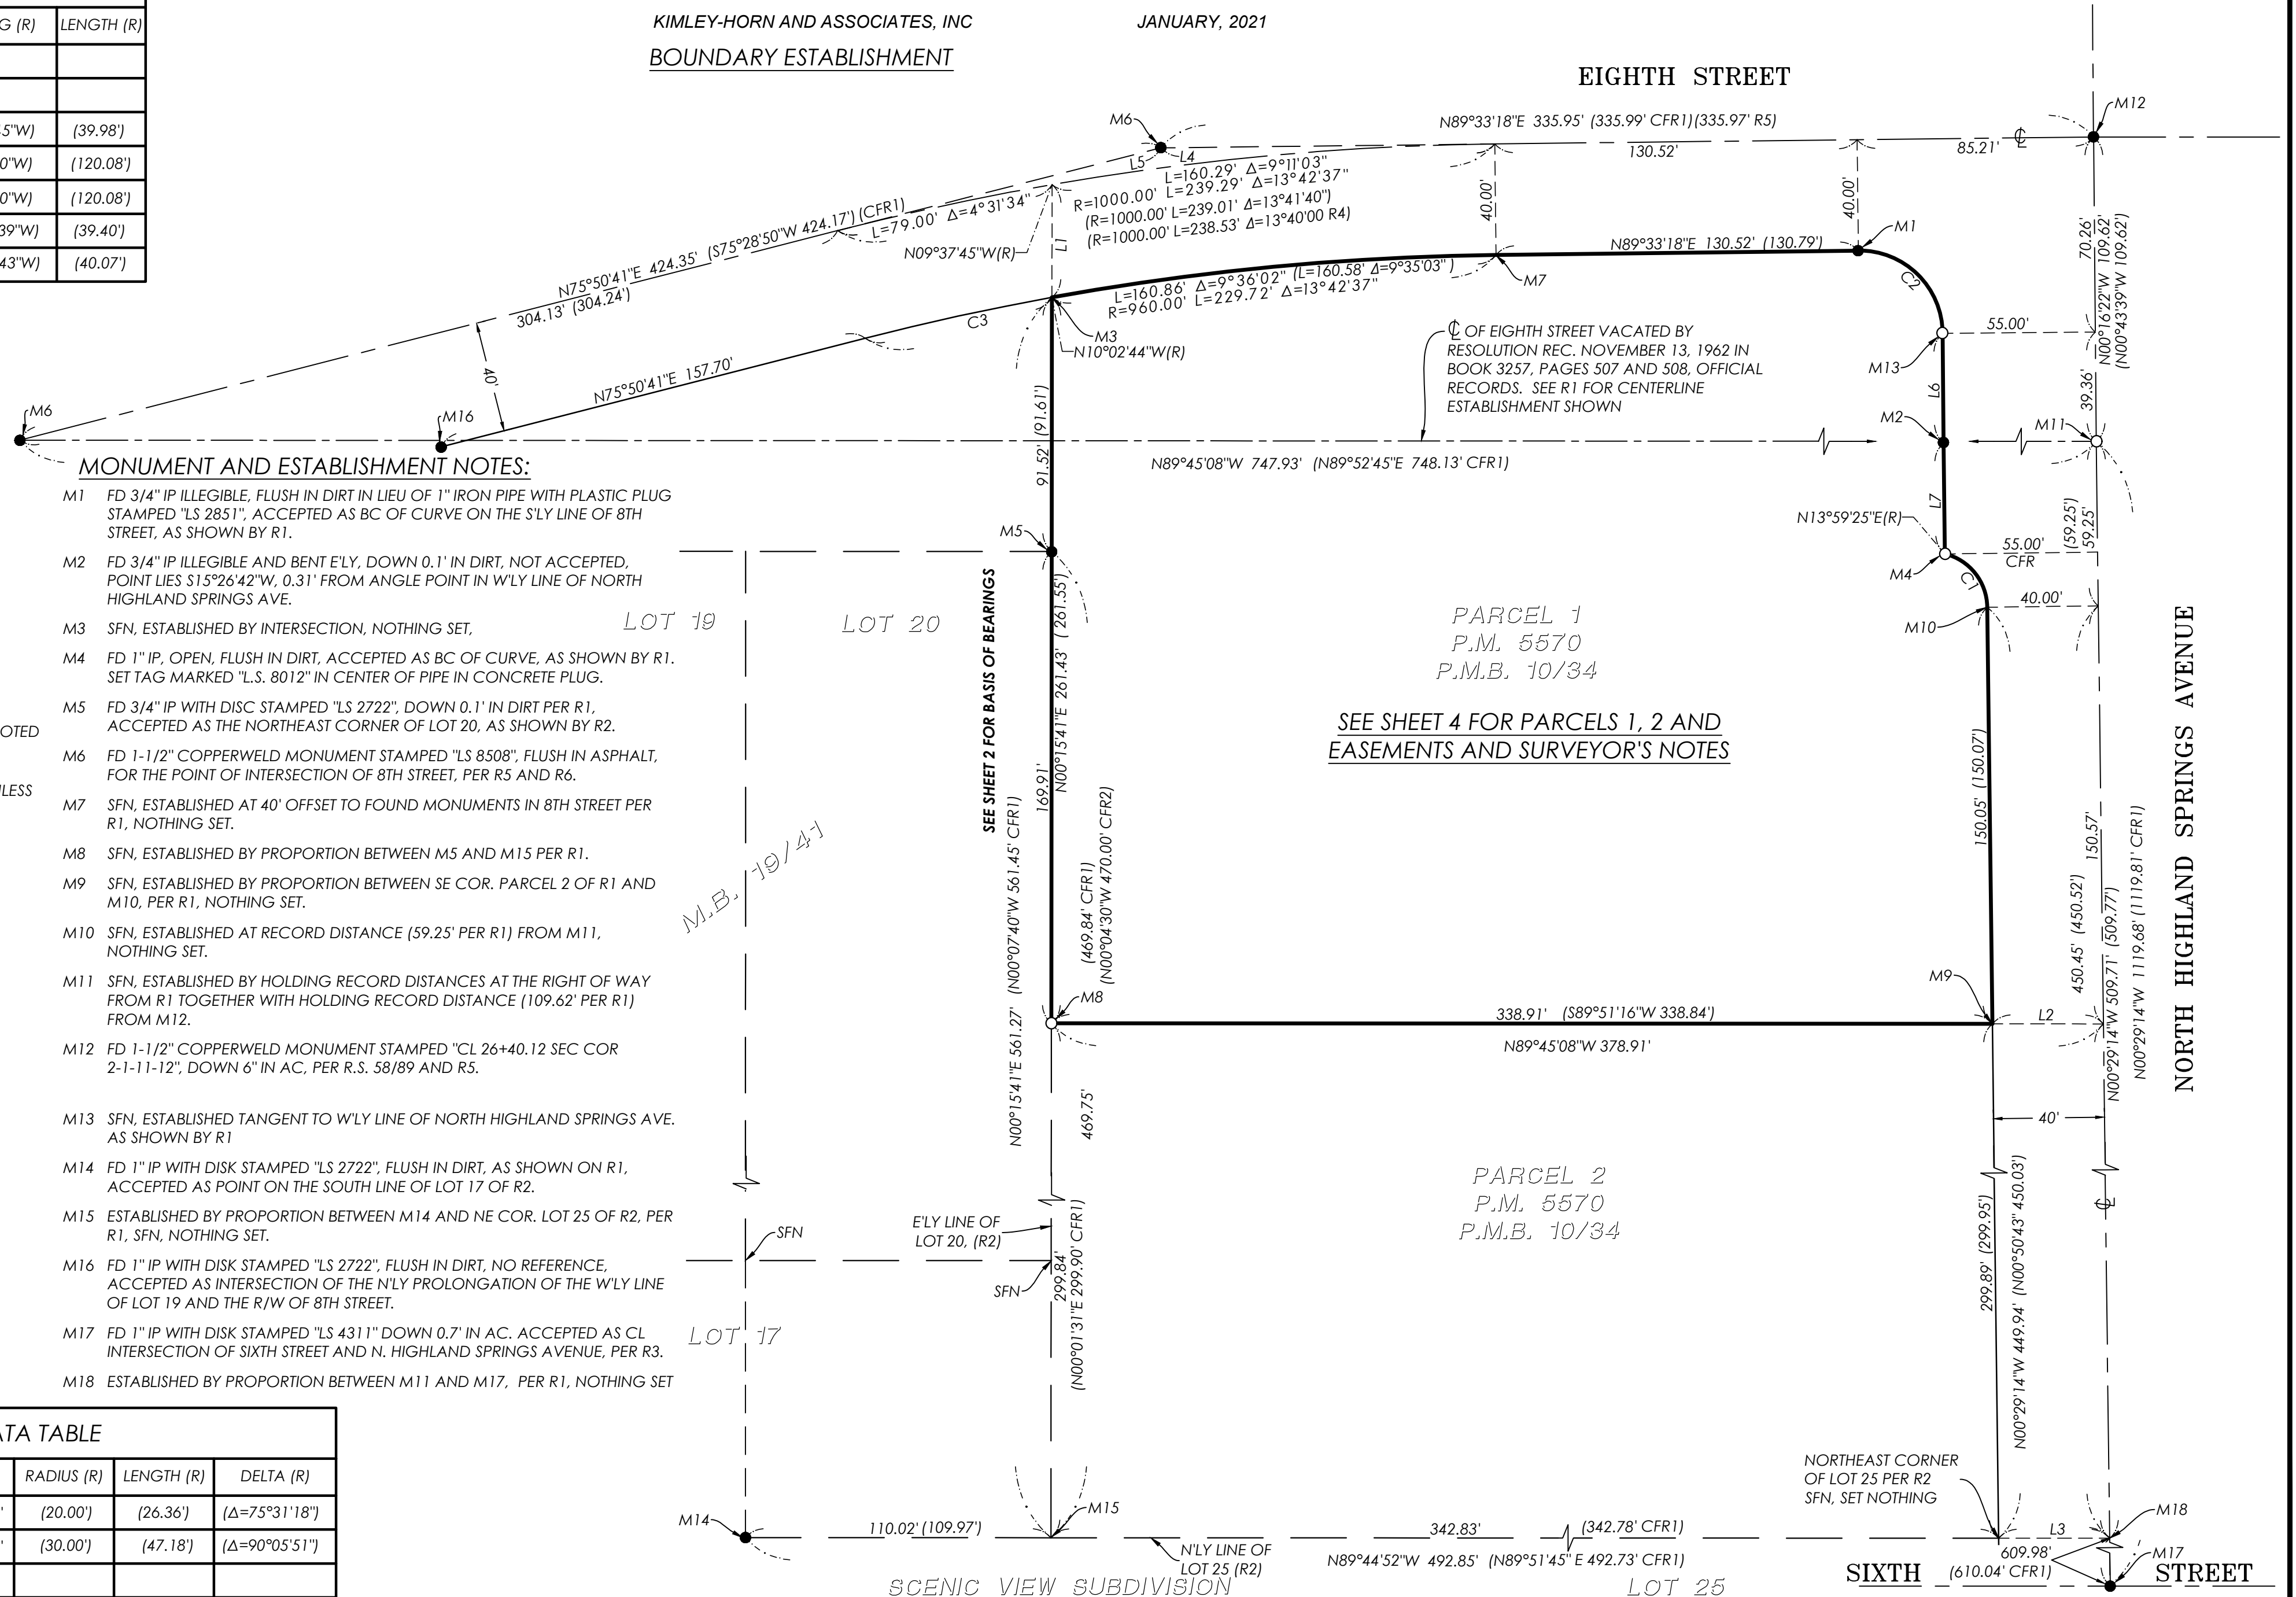 KIMLEY-HORN AND ASSOCIATES, INC
JANUARY, 2021
BOUNDARY ESTABLISHMENT
G (R) LENGTH (R)
5"W) (39.98')
0"W) (120.08')
0"W) (120.08')
39"W) (39.40')
43"W) (40.07')
EIGHTH STREET
M12
M6
N89°33'18"E 335.95' (335.99' CFR1)(335.97' R5)
130.52'
85.21' ℄
L5
L4
L=160.29' Δ=9°11'03"
R=1000.00' L=239.29' Δ=13°42'37"
(R=1000.00' L=239.01' Δ=13°41'40")
(R=1000.00' L=238.53' Δ=13°40'00 R4)
L=79.00' Δ=4°31'34"
N75°50'41"E 424.35' (S75°28'50"W 424.17') (CFR1)
304.13' (304.24')
N09°37'45"W(R)
L1
40.00'
40.00'
M1
N89°33'18"E 130.52' (130.79')
C2
M7
L=160.86' Δ=9°36'02" (L=160.58' Δ=9°35'03")
R=960.00' L=229.72' Δ=13°42'37"
C3
M3
N10°02'44"W(R)
40'
N75°50'41"E 157.70'
M6
M16
70.26'
N00°16'22"W 109.62'
(N00°43'39"W 109.62')
55.00'
M13
39.36'
L6
M2
M11
℄ OF EIGHTH STREET VACATED BY
RESOLUTION REC. NOVEMBER 13, 1962 IN
BOOK 3257, PAGES 507 AND 508, OFFICIAL
RECORDS. SEE R1 FOR CENTERLINE
ESTABLISHMENT SHOWN
91.52' (91.61')
N89°45'08"W 747.93' (N89°52'45"E 748.13' CFR1)
L7
N13°59'25"E(R)
(59.25')
59.25'
55.00'
CFR
M4
C1
40.00'
M10
M5
MONUMENT AND ESTABLISHMENT NOTES:
M1 FD 3/4" IP ILLEGIBLE, FLUSH IN DIRT IN LIEU OF 1" IRON PIPE WITH PLASTIC PLUG
STAMPED "LS 2851", ACCEPTED AS BC OF CURVE ON THE S'LY LINE OF 8TH
STREET, AS SHOWN BY R1.
M2 FD 3/4" IP ILLEGIBLE AND BENT E'LY, DOWN 0.1' IN DIRT, NOT ACCEPTED,
POINT LIES S15°26'42"W, 0.31' FROM ANGLE POINT IN W'LY LINE OF NORTH
HIGHLAND SPRINGS AVE.
M3 SFN, ESTABLISHED BY INTERSECTION, NOTHING SET,
M4 FD 1" IP, OPEN, FLUSH IN DIRT, ACCEPTED AS BC OF CURVE, AS SHOWN BY R1.
SET TAG MARKED "L.S. 8012" IN CENTER OF PIPE IN CONCRETE PLUG.
M5 FD 3/4" IP WITH DISC STAMPED "LS 2722", DOWN 0.1' IN DIRT PER R1,
ACCEPTED AS THE NORTHEAST CORNER OF LOT 20, AS SHOWN BY R2.
OTED
M6 FD 1-1/2" COPPERWELD MONUMENT STAMPED "LS 8508", FLUSH IN ASPHALT,
FOR THE POINT OF INTERSECTION OF 8TH STREET, PER R5 AND R6.
LESS
M7 SFN, ESTABLISHED AT 40' OFFSET TO FOUND MONUMENTS IN 8TH STREET PER
R1, NOTHING SET.
M8 SFN, ESTABLISHED BY PROPORTION BETWEEN M5 AND M15 PER R1.
M9 SFN, ESTABLISHED BY PROPORTION BETWEEN SE COR. PARCEL 2 OF R1 AND
M10, PER R1, NOTHING SET.
M10 SFN, ESTABLISHED AT RECORD DISTANCE (59.25' PER R1) FROM M11,
NOTHING SET.
M11 SFN, ESTABLISHED BY HOLDING RECORD DISTANCES AT THE RIGHT OF WAY
FROM R1 TOGETHER WITH HOLDING RECORD DISTANCE (109.62' PER R1)
FROM M12.
M12 FD 1-1/2" COPPERWELD MONUMENT STAMPED "CL 26+40.12 SEC COR
2-1-11-12", DOWN 6" IN AC, PER R.S. 58/89 AND R5.
M13 SFN, ESTABLISHED TANGENT TO W'LY LINE OF NORTH HIGHLAND SPRINGS AVE.
AS SHOWN BY R1
M14 FD 1" IP WITH DISK STAMPED "LS 2722", FLUSH IN DIRT, AS SHOWN ON R1,
ACCEPTED AS POINT ON THE SOUTH LINE OF LOT 17 OF R2.
M15 ESTABLISHED BY PROPORTION BETWEEN M14 AND NE COR. LOT 25 OF R2, PER
R1, SFN, NOTHING SET.
M16 FD 1" IP WITH DISK STAMPED "LS 2722", FLUSH IN DIRT, NO REFERENCE,
ACCEPTED AS INTERSECTION OF THE N'LY PROLONGATION OF THE W'LY LINE
OF LOT 19 AND THE R/W OF 8TH STREET.
M17 FD 1" IP WITH DISK STAMPED "LS 4311" DOWN 0.7' IN AC. ACCEPTED AS CL
INTERSECTION OF SIXTH STREET AND N. HIGHLAND SPRINGS AVENUE, PER R3.
M18 ESTABLISHED BY PROPORTION BETWEEN M11 AND M17, PER R1, NOTHING SET
LOT 19
LOT 20
SEE SHEET 2 FOR BASIS OF BEARINGS
N00°15'41"E 261.43' ( 261.55')
169.91'
PARCEL 1
P.M. 5570
P.M.B. 10/34
SEE SHEET 4 FOR PARCELS 1, 2 AND
EASEMENTS AND SURVEYOR'S NOTES
NORTH HIGHLAND SPRINGS AVENUE
M.B. 19/41
N00°15'41"E 561.27' (N00°07'40"W 561.45' CFR1)
(469.84' CFR1)
(N00°04'30"W 470.00' CFR2)
469.75'
150.05' (150.07')
150.57'
450.45' (450.52')
N00°29'14"W 509.71' (509.77')
N00°29'14"W 1119.68' (1119.81' CFR1)
M8
M9
338.91' (S89°51'16"W 338.84')
N89°45'08"W 378.91'
L2
40'
PARCEL 2
P.M. 5570
P.M.B. 10/34
℄
SFN
E'LY LINE OF
LOT 20, (R2)
SFN
299.84'
(N00°01'31"E 299.90' CFR1)
299.89' (299.95')
N00°29'14"W 449.94' (N00°50'43" 450.03')
LOT 17
NORTHEAST CORNER
OF LOT 25 PER R2
SFN, SET NOTHING
M14
110.02' (109.97')
M15
342.83' (342.78' CFR1)
N89°44'52"W 492.85' (N89°51'45"E 492.73' CFR1)
N'LY LINE OF
LOT 25 (R2)
L3
M18
M17
609.98'
(610.04' CFR1)
SCENIC VIEW SUBDIVISION
LOT 25
SIXTH STREET
ATA TABLE
RADIUS (R) LENGTH (R) DELTA (R)
' (20.00') (26.36') (Δ=75°31'18")
' (30.00') (47.18') (Δ=90°05'51")